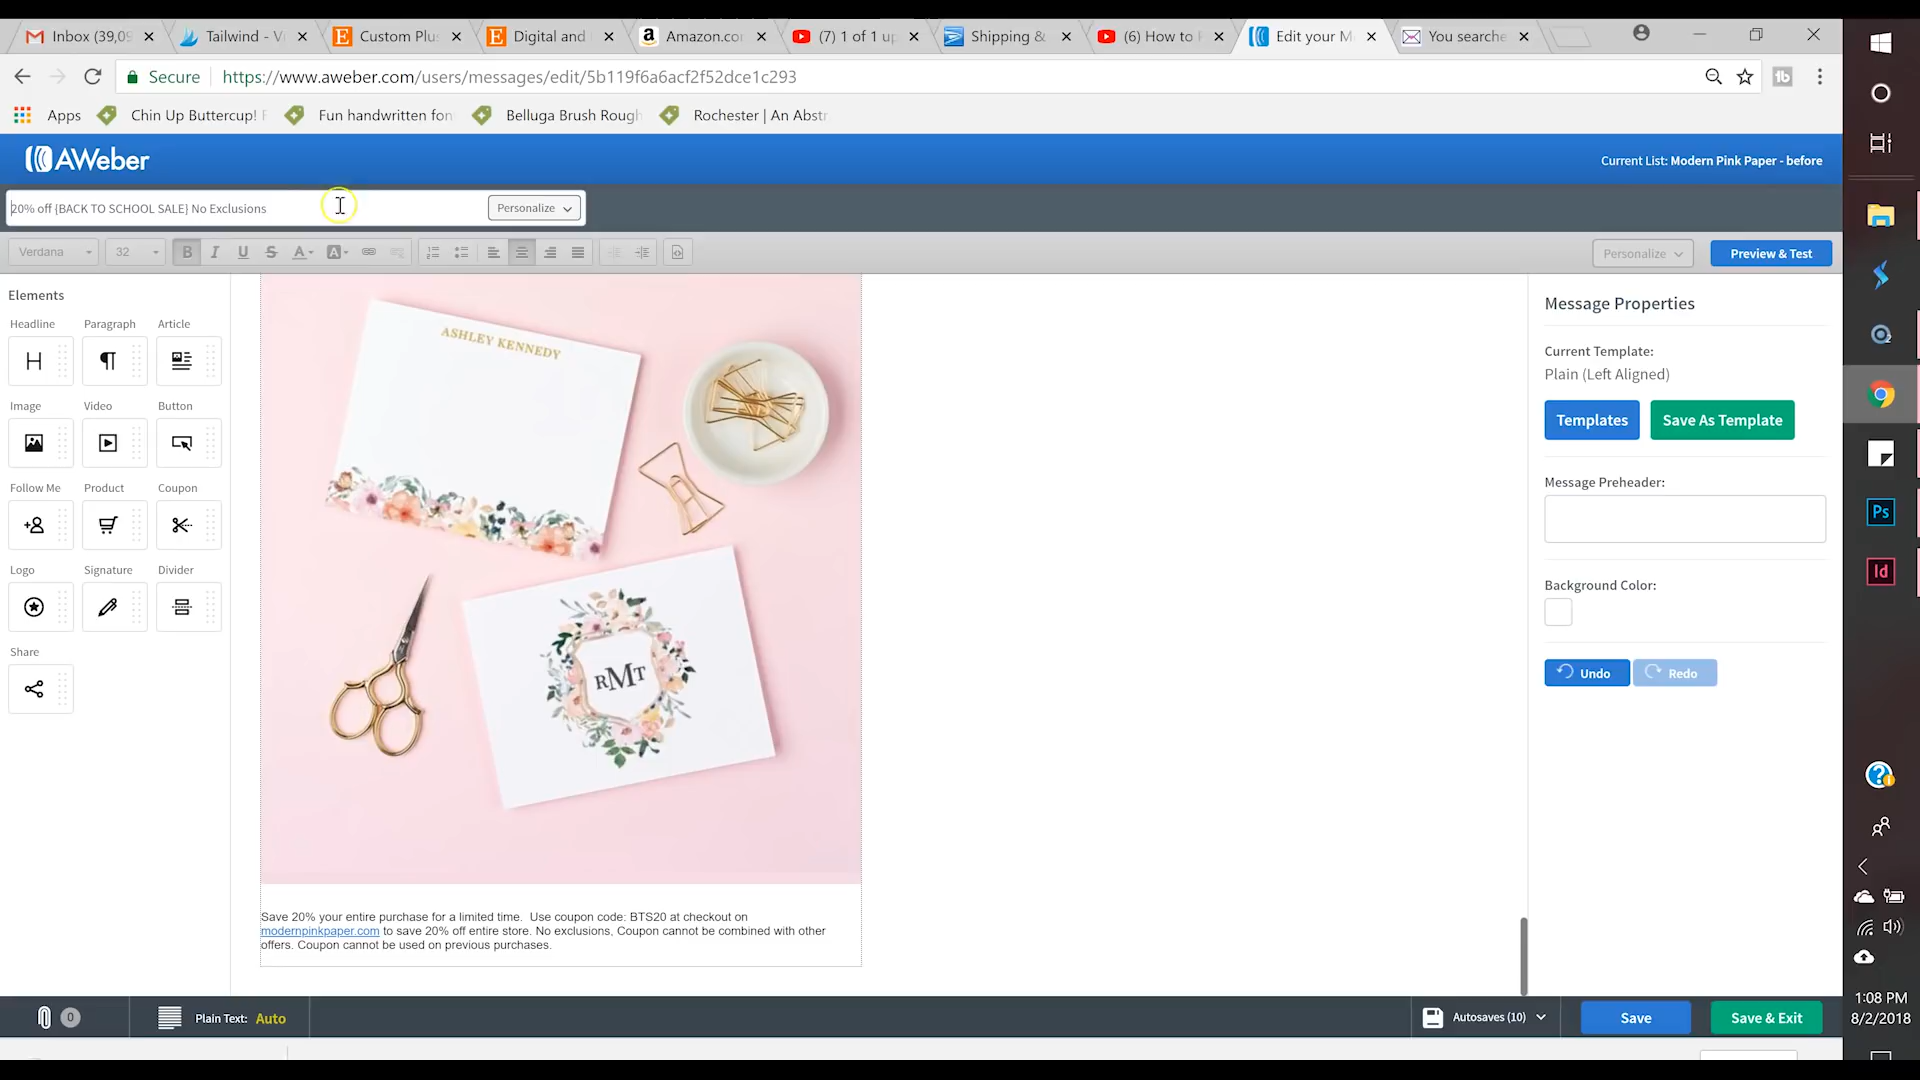 Inbox (39,09
Tailwind - V
Custom Plu
Digital and
Amazon.co
(7) 1 of 1 u
Shipping &
(6) How to
Edit your M
You searche
Secure
https://www.aweber.com/users/messages/edit/5b119f6a6acf2f52dce1c293
Apps
Chin Up Buttercup! F
Fun handwritten fon
Belluga Brush Rough
Rochester | An Abstr
AWeber
Current List: Modern Pink Paper - before
20% off {BACK TO SCHOOL SALE} No Exclusions
Personalize
Verdana
32
B I U S A A
Personalize
Preview & Test
Elements
Headline Paragraph Article
Image Video Button
Follow Me Product Coupon
Logo Signature Divider
Share
ASHLEY KENNEDY
RMT
Save 20% your entire purchase for a limited time. Use coupon code: BTS20 at checkout on
modernpinkpaper.com to save 20% off entire store. No exclusions, Coupon cannot be combined with other
offers. Coupon cannot be used on previous purchases.
Message Properties
Current Template:
Plain (Left Aligned)
Templates
Save As Template
Message Preheader:
Background Color:
Undo
Redo
0
Plain Text: Auto
Autosaves (10)
Save
Save & Exit
Ps
Id
1:08 PM
8/2/2018